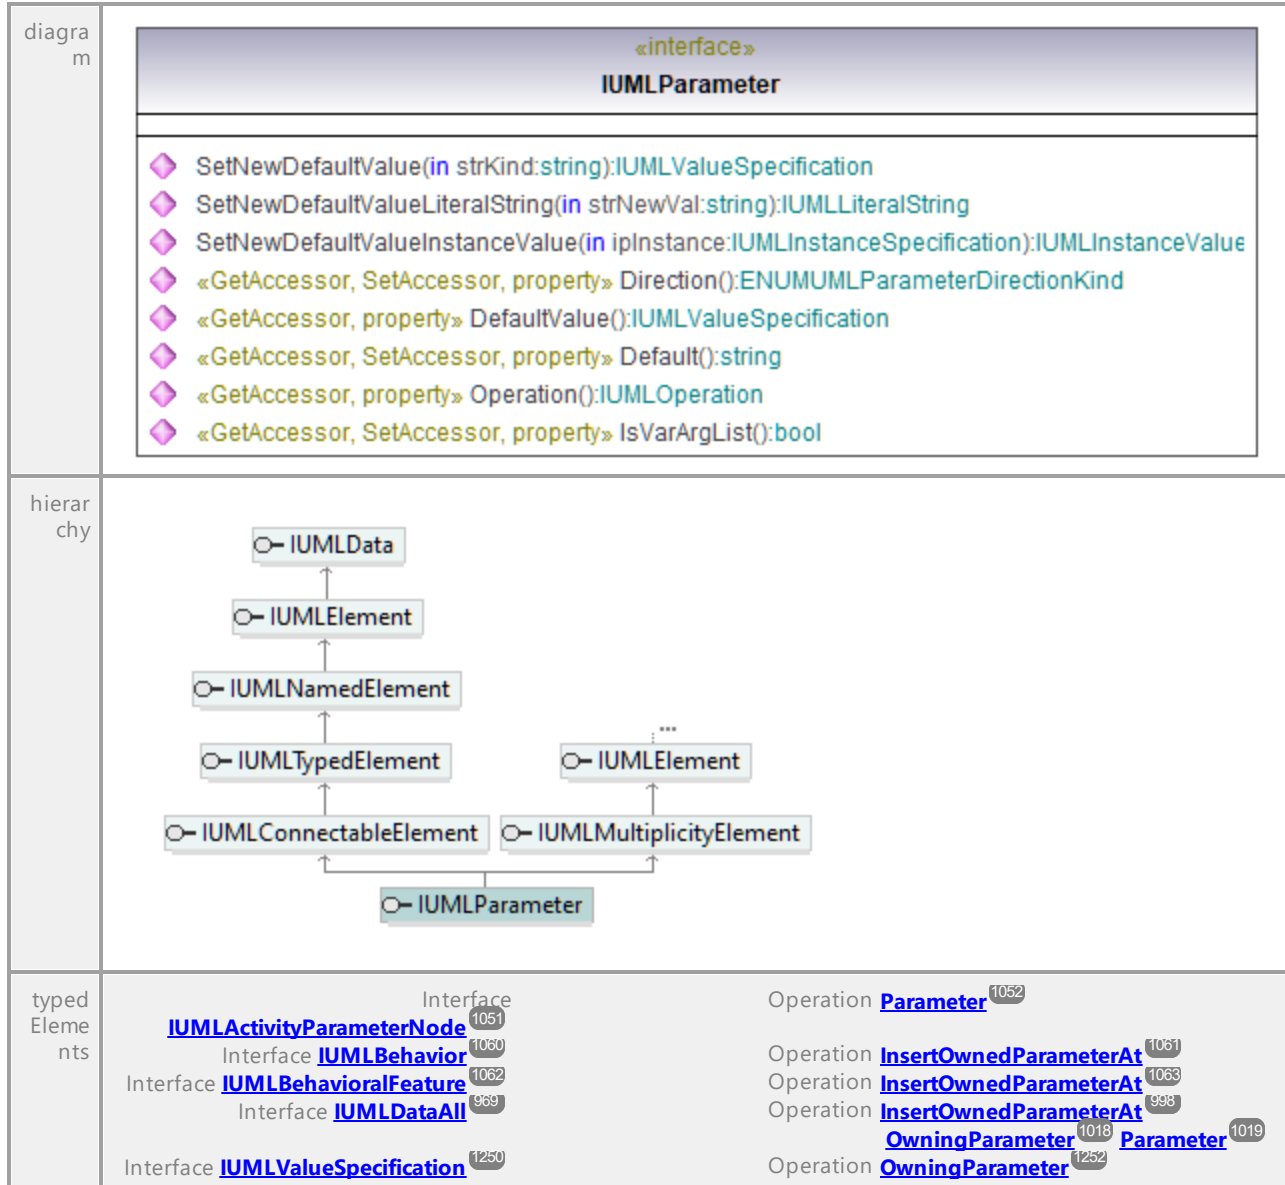 diagra
m
«interface»
IUMLParameter
SetNewDefaultValue(in strKind:string):IUMLValueSpecification
SetNewDefaultValueLiteralString(in strNewVal:string):IUMLLiteralString
SetNewDefaultValueInstanceValue(in ipInstance:IUMLInstanceSpecification):IUMLInstanceValue
«GetAccessor, SetAccessor, property» Direction():ENUMUMLParameterDirectionKind
«GetAccessor, property» DefaultValue():IUMLValueSpecification
«GetAccessor, SetAccessor, property» Default():string
«GetAccessor, property» Operation():IUMLOperation
«GetAccessor, SetAccessor, property» IsVarArgList():bool
hierar
chy
IUMLData
IUMLElement
IUMLNamedElement
...
IUMLTypedElement IUMLElement
IUMLConnectableElement IUMLMultiplicityElement
IUMLParameter
typed
Eleme
nts
Interface Operation Parameter 1052
IUMLActivityParameterNode 1051
Interface IUMLBehavior 1060 Operation InsertOwnedParameterAt 1061
Interface IUMLBehavioralFeature 1062 Operation InsertOwnedParameterAt 1063
Interface IUMLDataAll 969 Operation InsertOwnedParameterAt 998
OwningParameter 1018 Parameter 1019
Interface IUMLValueSpecification 1250 Operation OwningParameter 1252